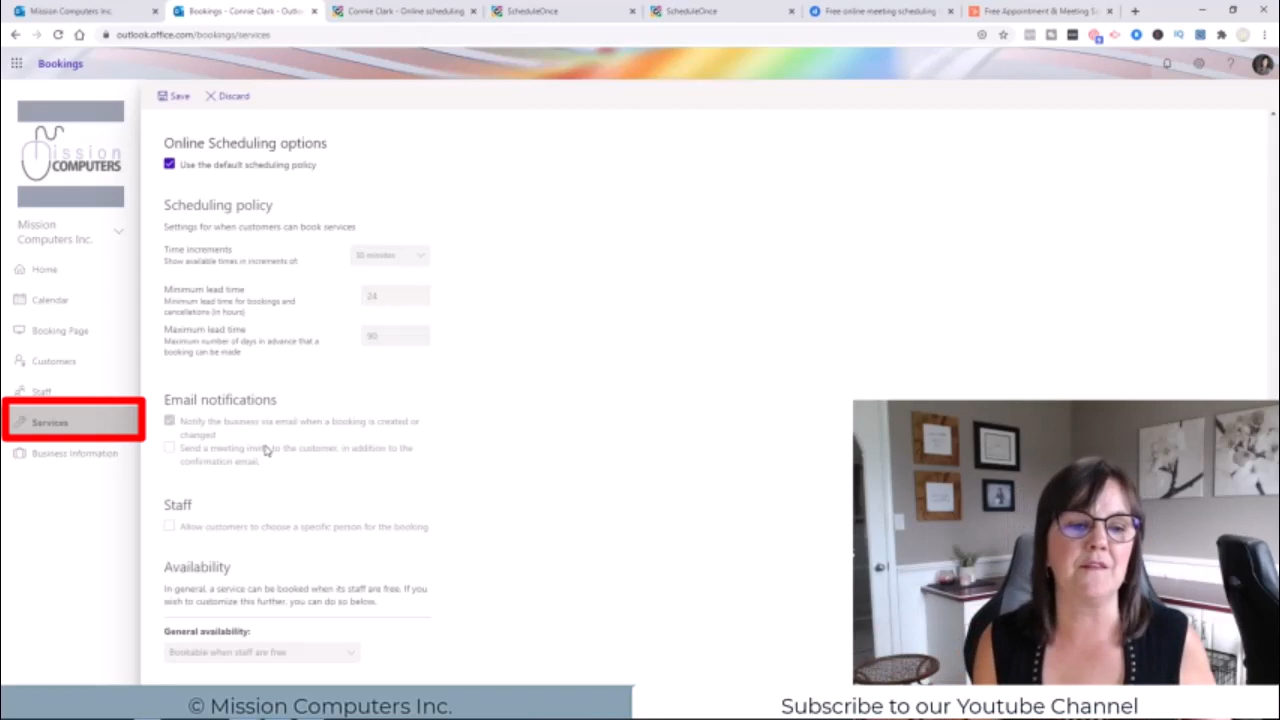 Mission Computers Inc.
Bookings - Connie Clark - Outlo
Connie Clark - Online scheduling
ScheduleOnce
ScheduleOnce
Free online meeting scheduling
Free Appointment & Meeting S
outlook.office.com/bookings/services
Bookings
Save
Discard
Mission
COMPUTERS
Mission
Computers Inc.
Home
Calendar
Booking Page
Customers
Staff
Services
Business Information
Online Scheduling options
Use the default scheduling policy
Scheduling policy
Settings for when customers can book services
Time increments
Show available times in increments of:
30 minutes
Minimum lead time
Minimum lead time for bookings and
cancellations (in hours)
24
Maximum lead time
Maximum number of days in advance that a
booking can be made
90
Email notifications
Notify the business via email when a booking is created or
changed
Send a meeting invite to the customer, in addition to the
confirmation email.
Staff
Allow customers to choose a specific person for the booking
Availability
In general, a service can be booked when its staff are free. If you
wish to customize this further, you can do so below.
General availability:
Bookable when staff are free
© Mission Computers Inc.
Subscribe to our Youtube Channel